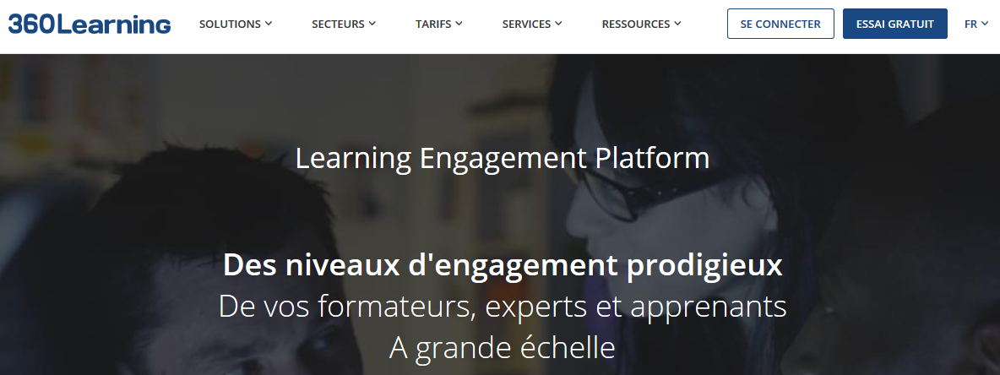 360Learning
SOLUTIONS
SECTEURS
TARIFS
SERVICES
RESSOURCES
SE CONNECTER
ESSAI GRATUIT
FR
Learning Engagement Platform
Des niveaux d'engagement prodigieux
De vos formateurs, experts et apprenants
A grande échelle